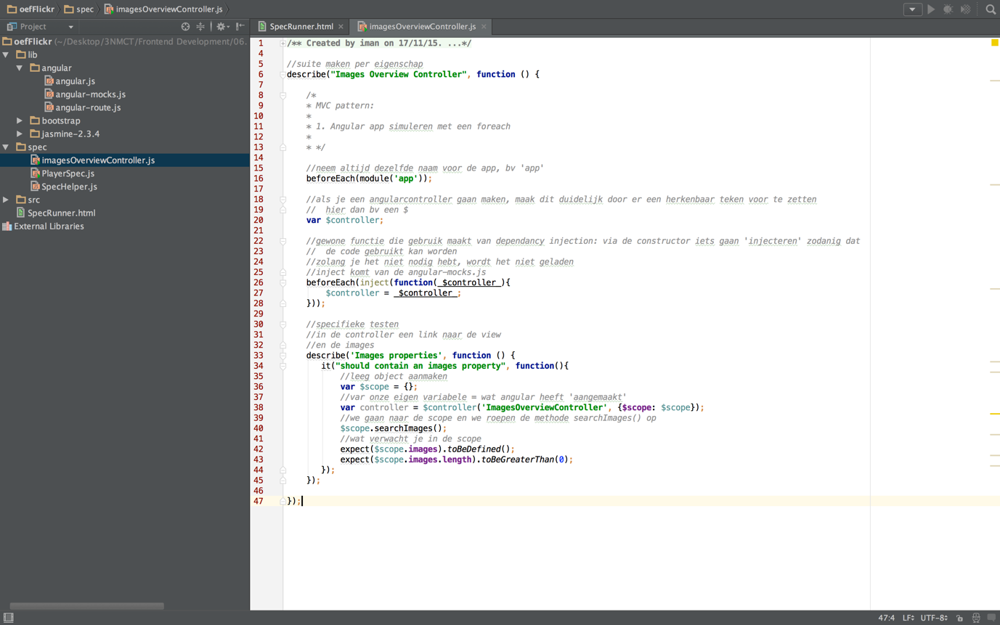 oefFlickr spec imagesOverviewController.js
Project
SpecRunner.html imagesOverviewController.js
oefFlickr (~/Desktop/3NMCT/Frontend Development/06.
lib
angular
angular.js
angular-mocks.js
angular-route.js
bootstrap
jasmine-2.3.4
spec
imagesOverviewController.js
PlayerSpec.js
SpecHelper.js
src
SpecRunner.html
External Libraries
1 /** Created by iman on 17/11/15. ...*/
4
5 //suite maken per eigenschap
6 describe("Images Overview Controller", function () {
7
8 /*
9 * MVC pattern:
10 *
11 * 1. Angular app simuleren met een foreach
12 *
13 * */
14
15 //neem altijd dezelfde naam voor de app, bv 'app'
16 beforeEach(module('app'));
17
18 //als je een angularcontroller gaan maken, maak dit duidelijk door er een herkenbaar teken voor te zetten
19 // hier dan bv een $
20 var $controller;
21
22 //gewone functie die gebruik maakt van dependancy injection: via de constructor iets gaan 'injecteren' zodanig dat
23 // de code gebruikt kan worden
24 //zolang je het niet nodig hebt, wordt het niet geladen
25 //inject komt van de angular-mocks.js
26 beforeEach(inject(function(_$controller_){
27 $controller = _$controller_;
28 }));
29
30 //specifieke testen
31 //in de controller een link naar de view
32 //en de images
33 describe('Images properties', function () {
34 it("should contain an images property", function(){
35 //leeg object aanmaken
36 var $scope = {};
37 //var onze eigen variabele = wat angular heeft 'aangemaakt'
38 var controller = $controller('ImagesOverviewController', {$scope: $scope});
39 //we gaan naar de scope en we roepen de methode searchImages() op
40 $scope.searchImages();
41 //wat verwacht je in de scope
42 expect($scope.images).toBeDefined();
43 expect($scope.images.length).toBeGreaterThan(0);
44 });
45 });
46
47 });
47:4 LF UTF-8